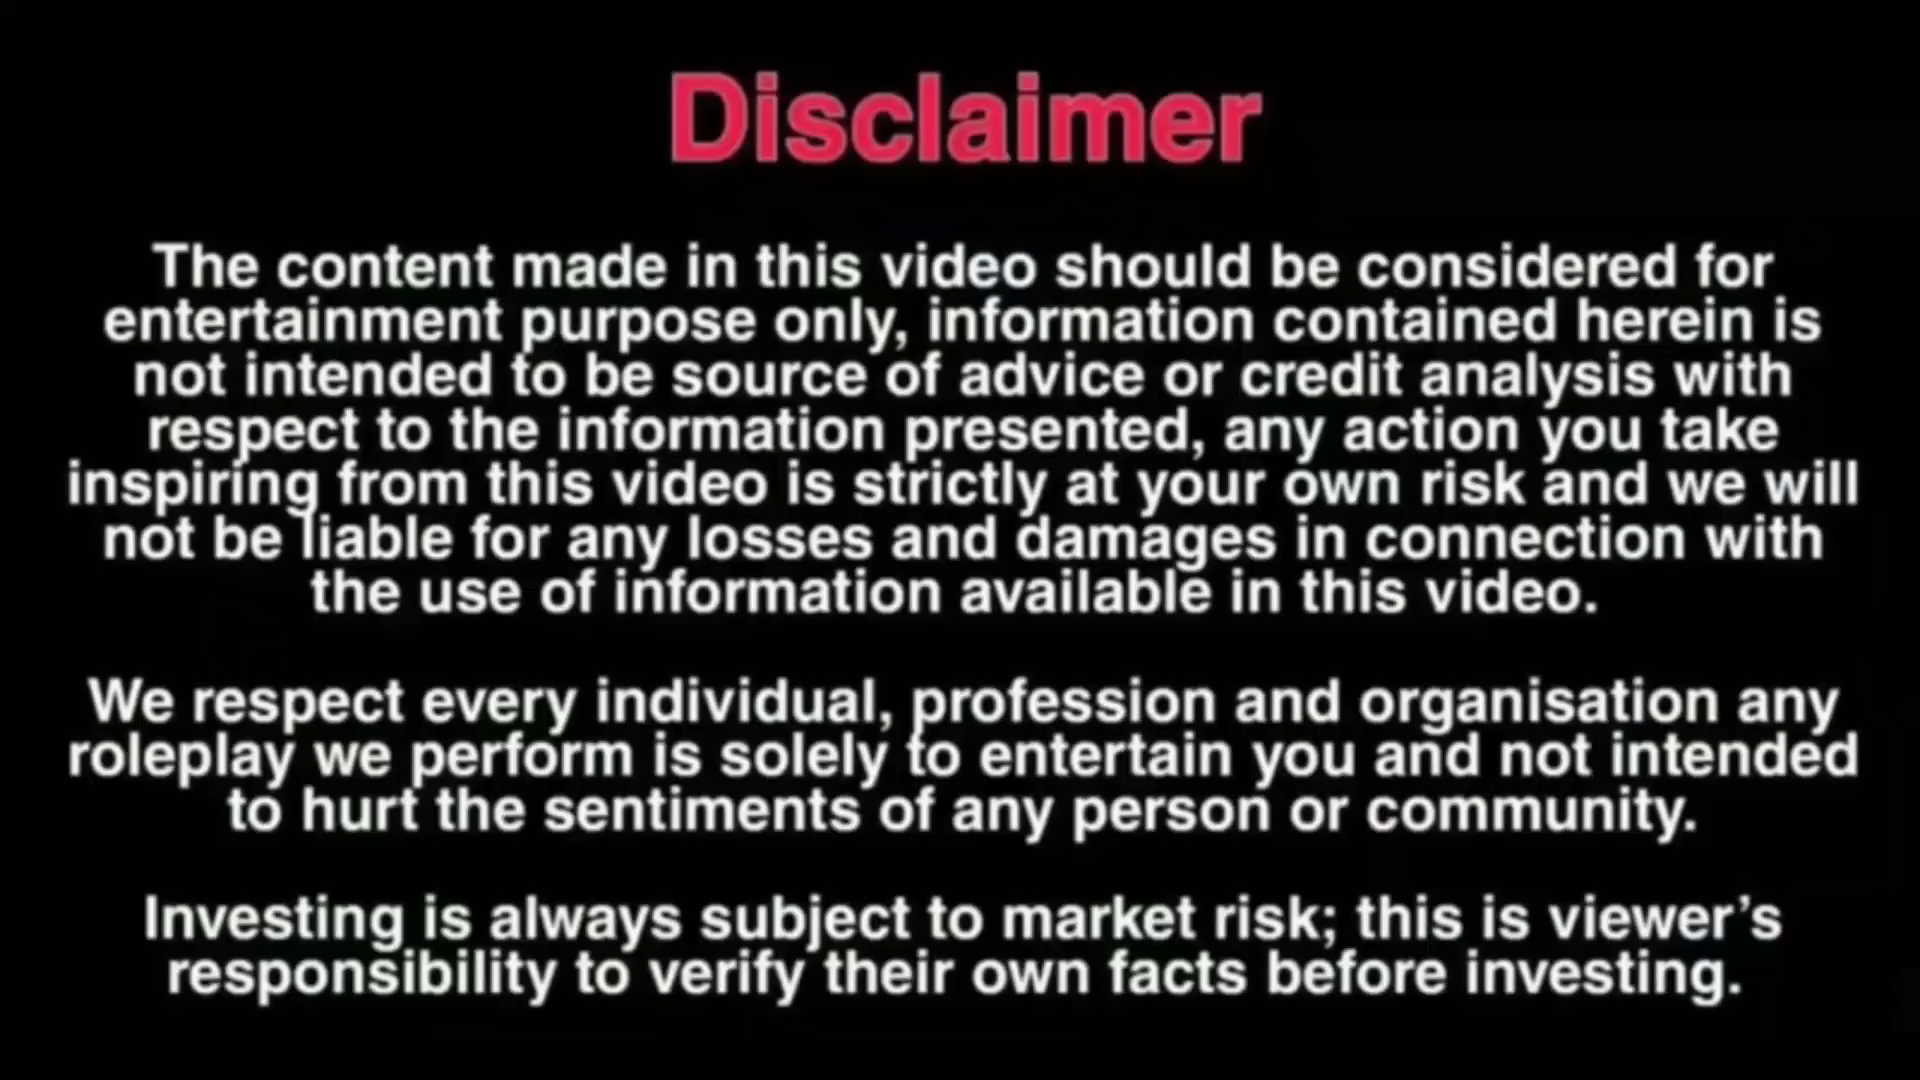 Disclaimer
The content made in this video should be considered for
entertainment purpose only, information contained herein is
not intended to be source of advice or credit analysis with
respect to the information presented, any action you take
inspiring from this video is strictly at your own risk and we will
not be liable for any losses and damages in connection with
the use of information available in this video.
We respect every individual, profession and organisation any
roleplay we perform is solely to entertain you and not intended
to hurt the sentiments of any person or community.
Investing is always subject to market risk; this is viewer’s
responsibility to verify their own facts before investing.